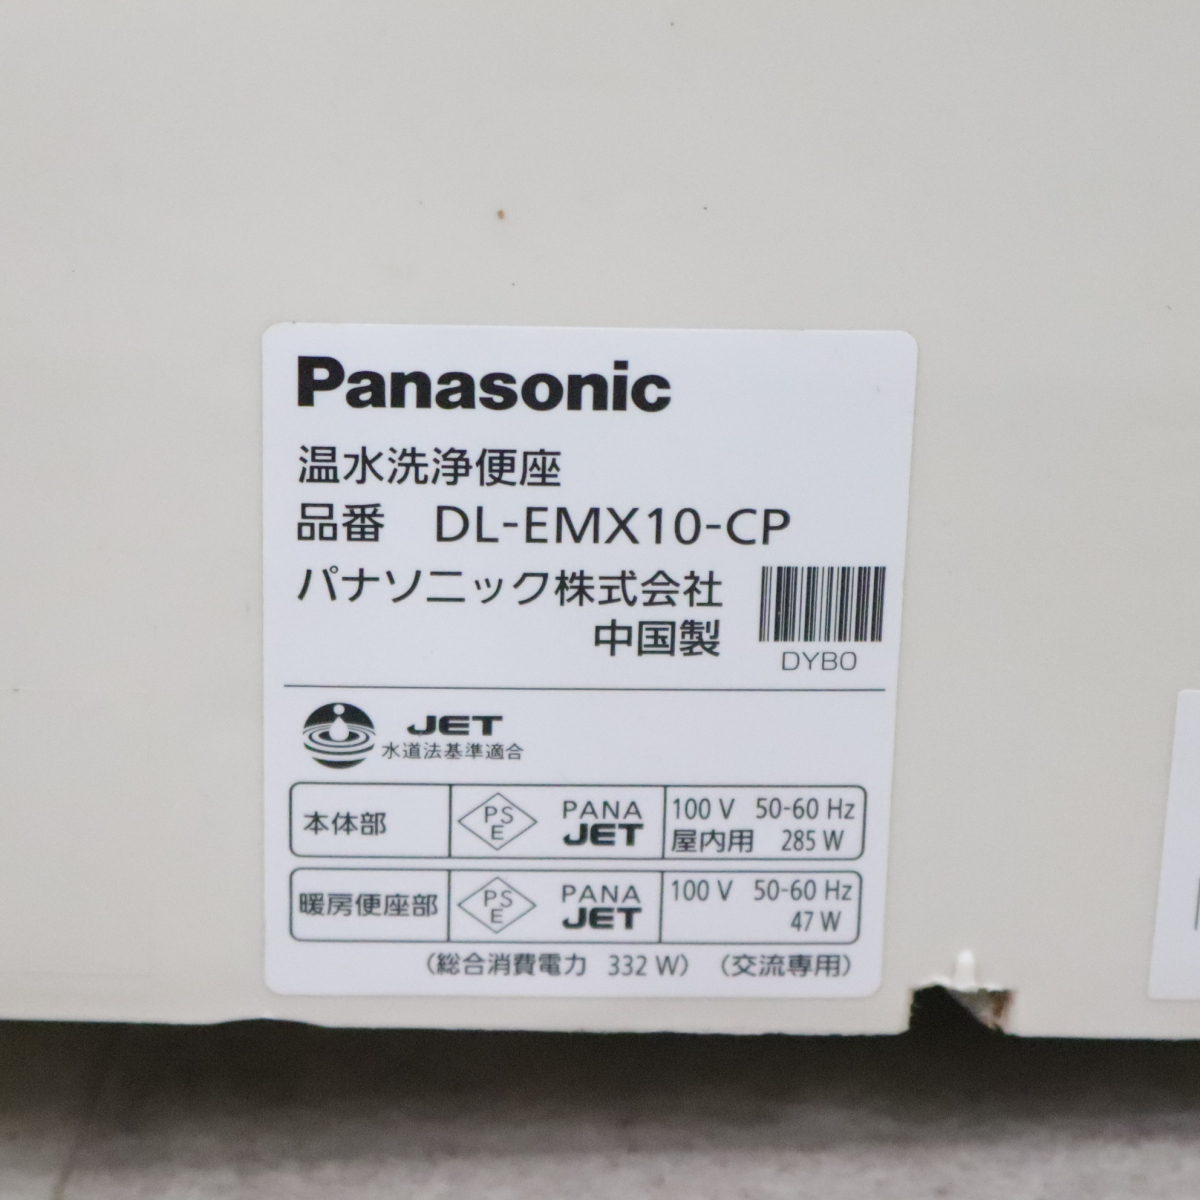 Panasonic
温水洗浄便座
品番 DL-EMX10-CP
パナソニック株式会社
中国製
DYB0
JET
水道法基準適合
本体部 PSE PANA JET 100 V 50-60 Hz
屋内用 285 W
暖房便座部 PSE PANA JET 100 V 50-60 Hz
47 W
(総合消費電力 332 W) (交流専用)